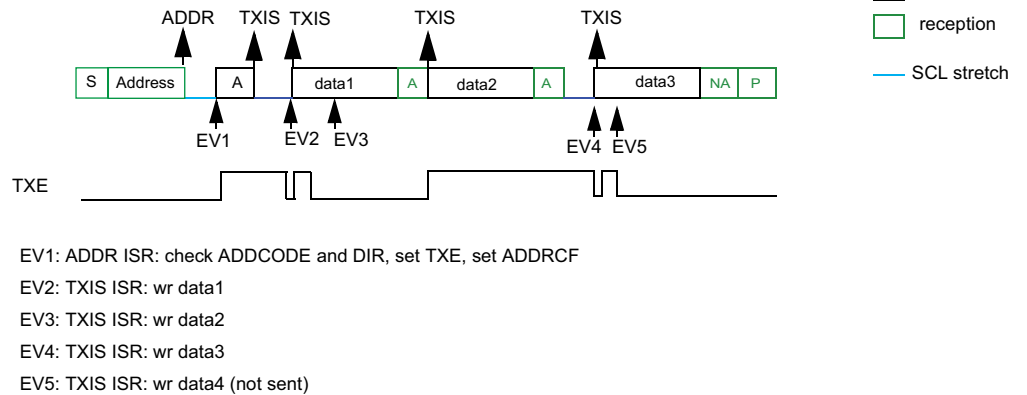 ADDR TXIS TXIS TXIS TXIS
reception
S Address A data1 A data2 A data3 NA P
SCL stretch
EV1 EV2 EV3 EV4 EV5
TXE
EV1: ADDR ISR: check ADDCODE and DIR, set TXE, set ADDRCF
EV2: TXIS ISR: wr data1
EV3: TXIS ISR: wr data2
EV4: TXIS ISR: wr data3
EV5: TXIS ISR: wr data4 (not sent)